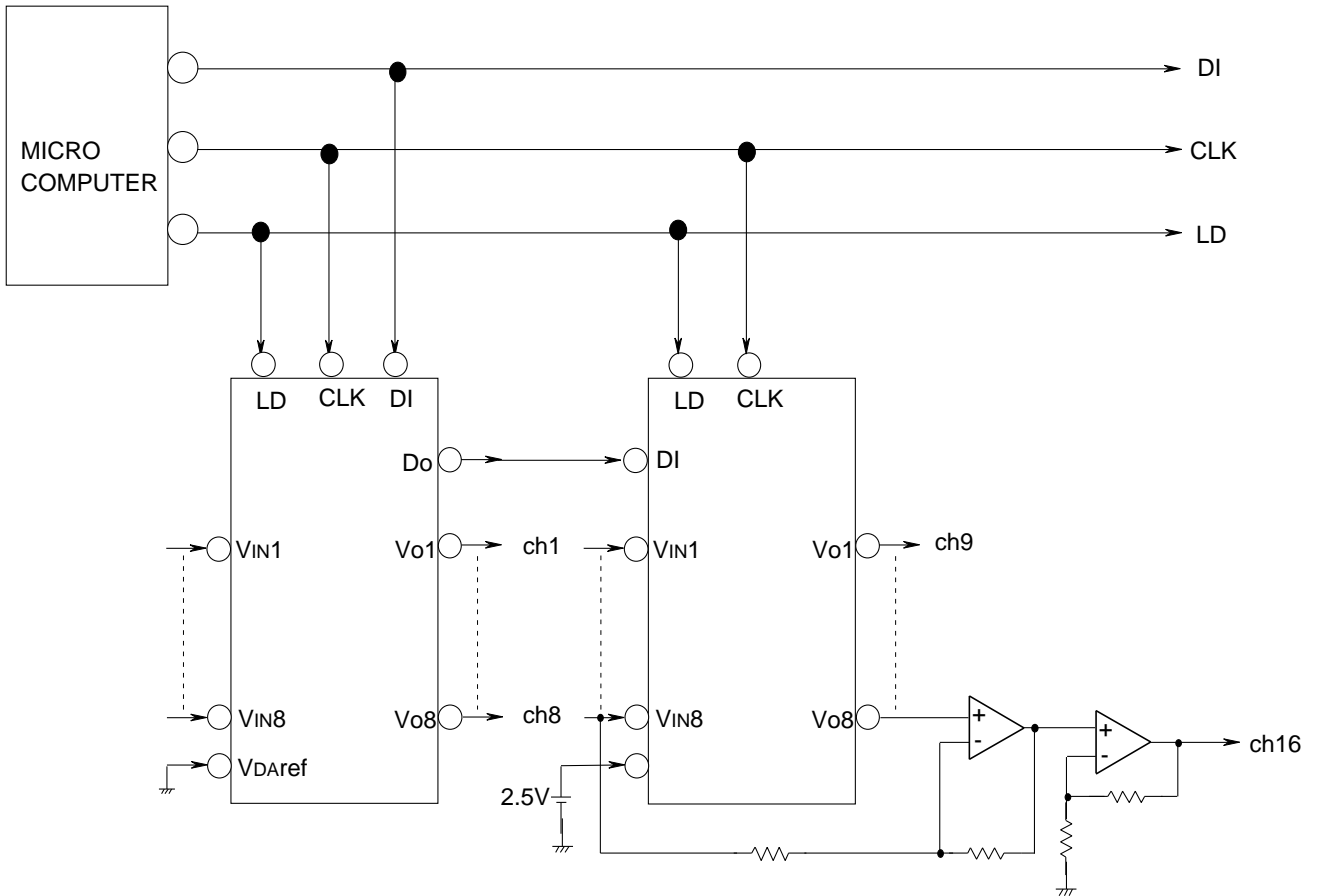 DI
MICRO
COMPUTER
CLK
LD
LD CLK DI
LD CLK
Do
DI
VIN1
Vo1
ch1
VIN1
Vo1
ch9
VIN8
Vo8
ch8
VIN8
Vo8
+
-
+
-
ch16
VDAref
2.5V